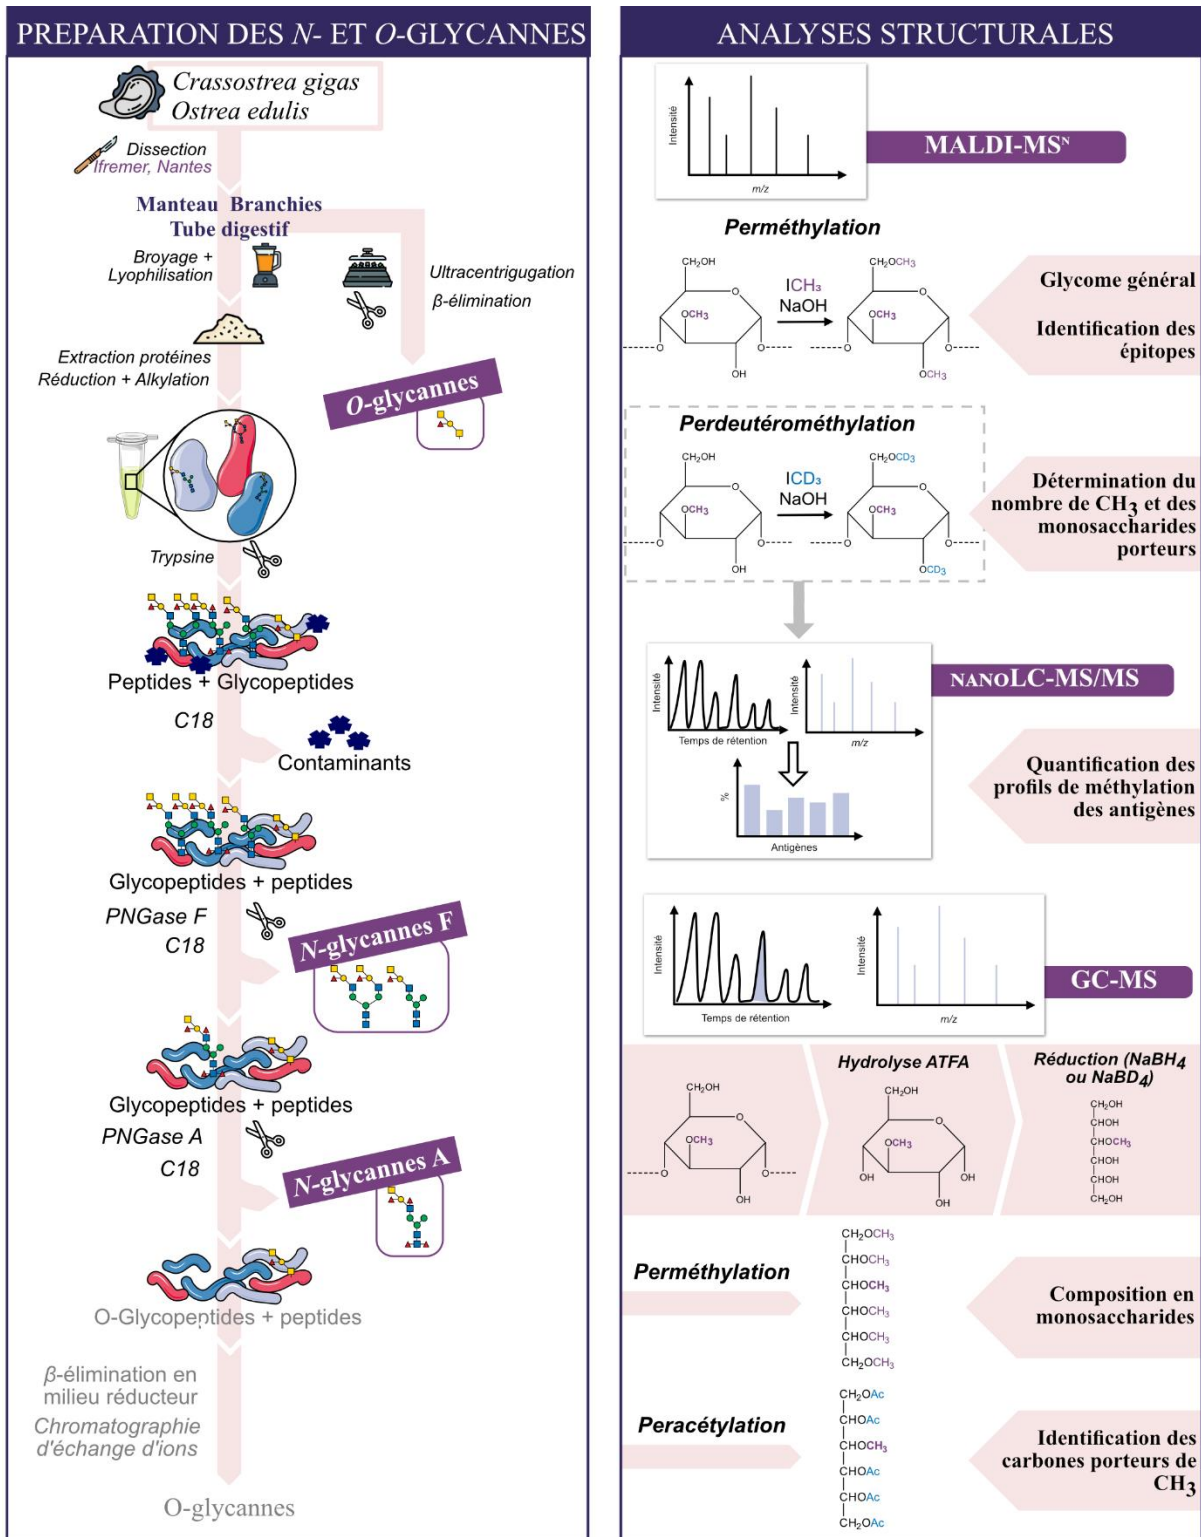 PREPARATION DES N- ET O-GLYCANNES
Crassostrea gigas
Ostrea edulis
Dissection
Ifremer, Nantes
Manteau Branchies
Tube digestif
Broyage +
Lyophilisation
Ultracentrigugation
β-élimination
Extraction protéines
Réduction + Alkylation
O-glycannes
Trypsine
Peptides + Glycopeptides
C18
Contaminants
Glycopeptides + peptides
PNGase F
C18
N-glycannes F
Glycopeptides + peptides
PNGase A
C18
N-glycannes A
O-Glycopeptides + peptides
β-élimination en
milieu réducteur
Chromatographie
d'échange d'ions
O-glycannes
ANALYSES STRUCTURALES
Intensité
m/z
MALDI-MSᴺ
Perméthylation
CH₂OH
O
OCH₃
O
O
OH
ICH₃
NaOH
CH₂OCH₃
O
OCH₃
O
O
OCH₃
Glycome général
Identification des
épitopes
Perdeutérométhylation
CH₂OH
O
OCH₃
O
O
OH
ICD₃
NaOH
CH₂OCD₃
O
OCH₃
O
O
OCD₃
Détermination du
nombre de CH₃ et des
monosaccharides
porteurs
Intensité
Temps de rétention
Intensité
m/z
%
Antigènes
NANOLC-MS/MS
Quantification des
profils de méthylation
des antigènes
Intensité
Temps de rétention
Intensité
m/z
GC-MS
CH₂OH
O
OCH₃
O
O
OH
Hydrolyse ATFA
CH₂OH
O
OCH₃
OH
OH
OH
Réduction (NaBH₄
ou NaBD₄)
CH₂OH
CHOH
CHOCH₃
CHOH
CHOH
CH₂OH
Perméthylation
CH₂OCH₃
CHOCH₃
CHOCH₃
CHOCH₃
CHOCH₃
CH₂OCH₃
Composition en
monosaccharides
Peracétylation
CH₂OAc
CHOAc
CHOCH₃
CHOAc
CHOAc
CH₂OAc
Identification des
carbones porteurs de
CH₃